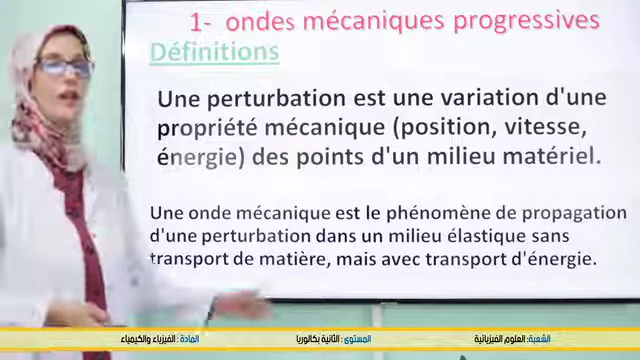 1- ondes mécaniques progressives
Définitions
Une perturbation est une variation d'une
propriété mécanique (position, vitesse,
énergie) des points d'un milieu matériel.
Une onde mécanique est le phénomène de propagation
d'une perturbation dans un milieu élastique sans
transport de matière, mais avec transport d'énergie.
الشعبة: العلوم الفيزيائية المستوى : الثانية بكالوريا المادة : الفيزياء والكيمياء